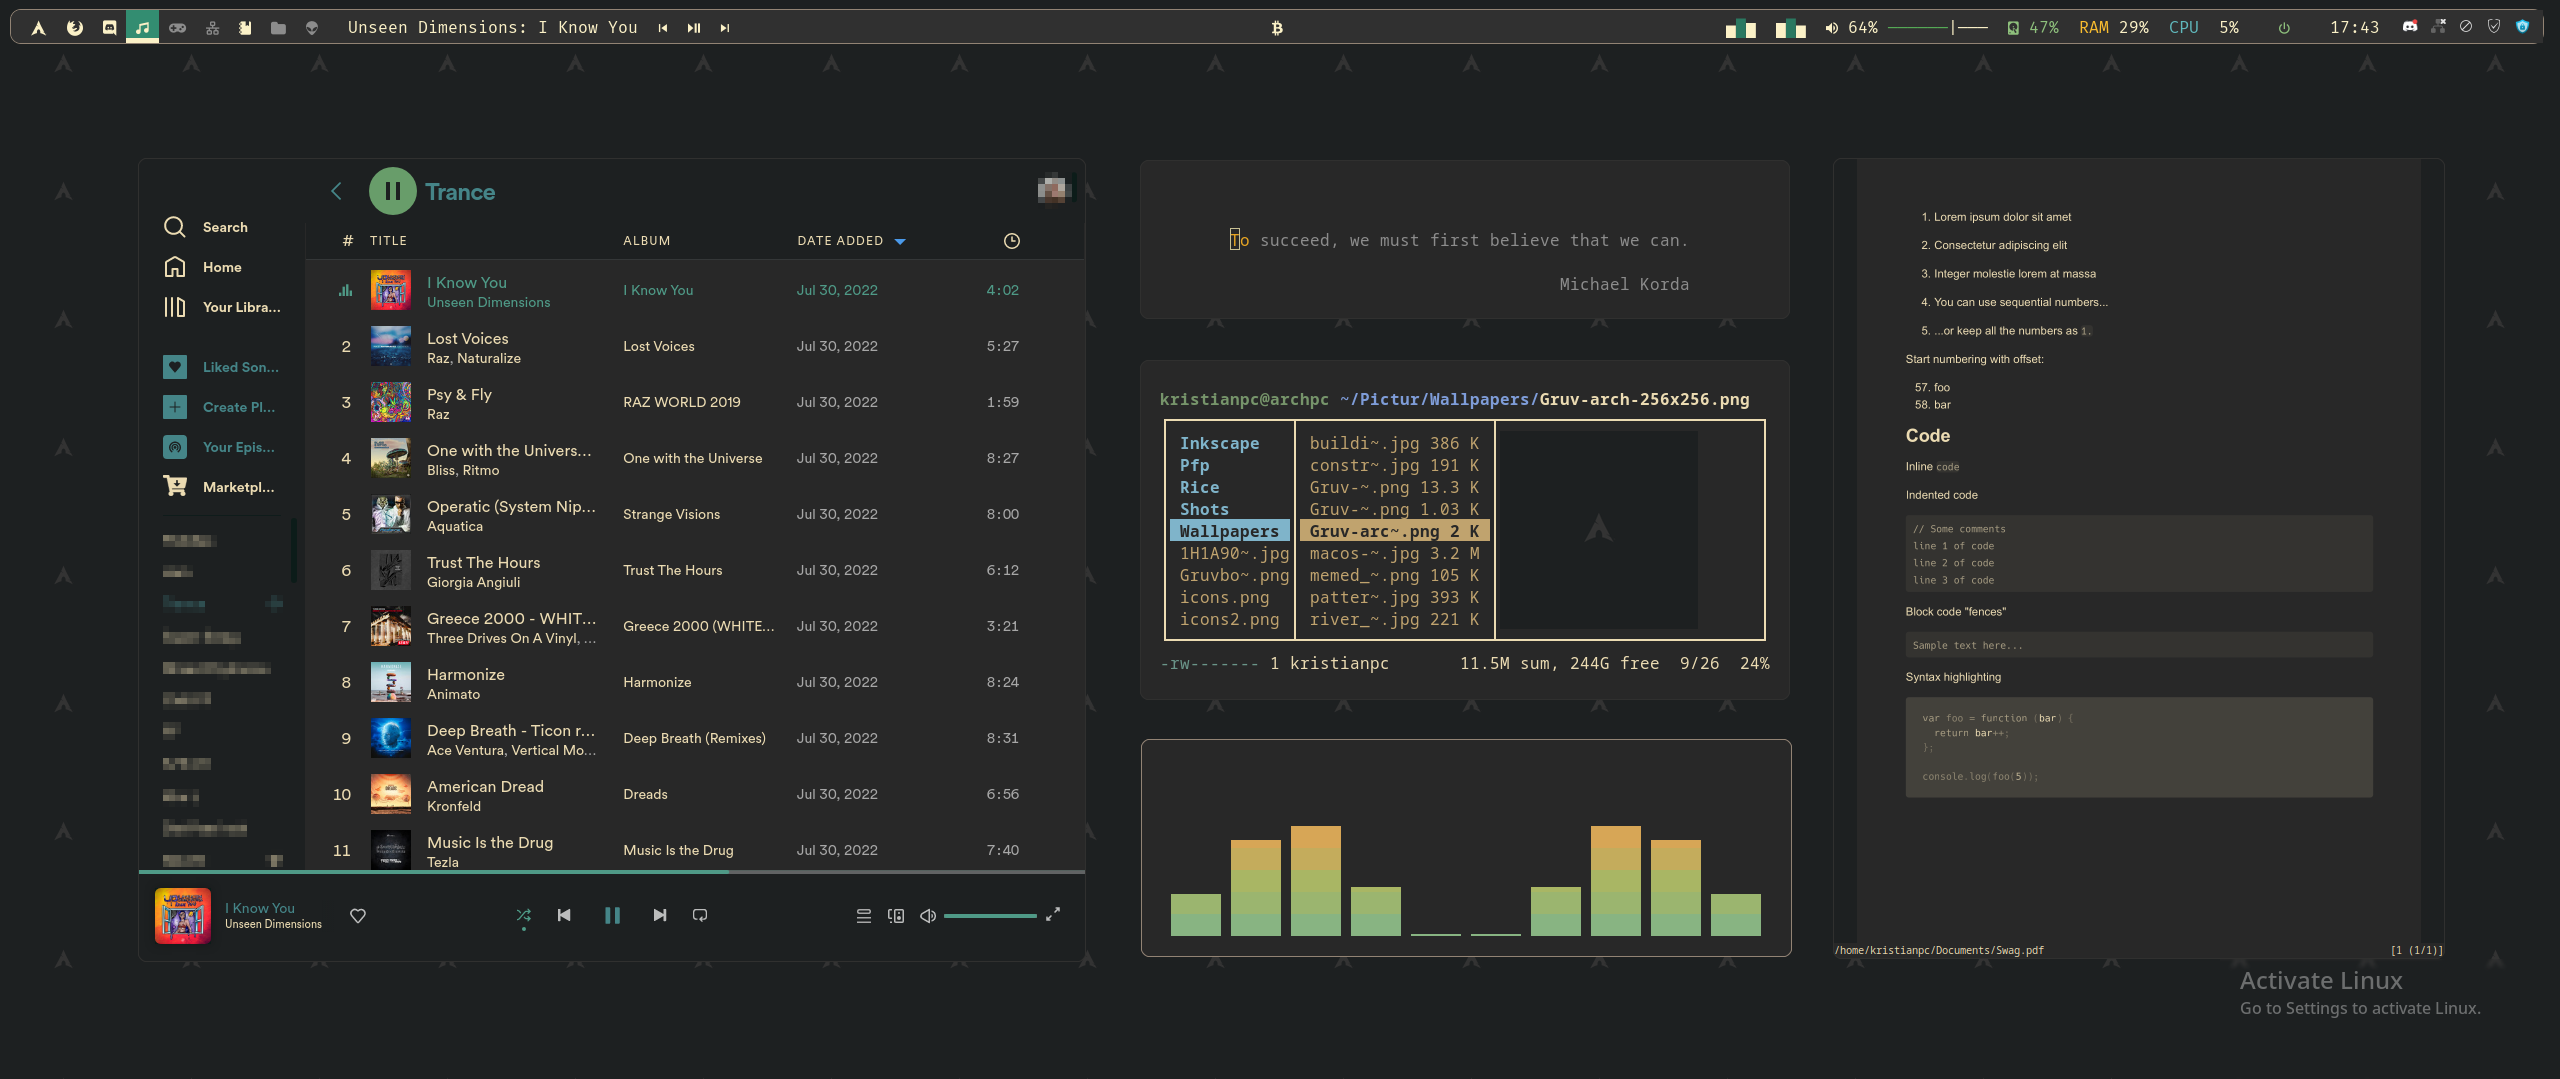 Unseen Dimensions: I Know You
64%
47%
RAM 29%
CPU 5%
17:43
Trance
Search
Home
Your Libra...
Liked Son...
Create Pl...
Your Epis...
Marketpl...
# TITLE ALBUM DATE ADDED
I Know You
Unseen Dimensions
I Know You Jul 30, 2022 4:02
2 Lost Voices
Raz, Naturalize
Lost Voices Jul 30, 2022 5:27
3 Psy & Fly
Raz
RAZ WORLD 2019 Jul 30, 2022 1:59
4 One with the Univers...
Bliss, Ritmo
One with the Universe Jul 30, 2022 8:27
5 Operatic (System Nip...
Aquatica
Strange Visions Jul 30, 2022 8:00
6 Trust The Hours
Giorgia Angiuli
Trust The Hours Jul 30, 2022 6:12
7 Greece 2000 - WHIT...
Three Drives On A Vinyl, ...
Greece 2000 (WHITE... Jul 30, 2022 3:21
8 Harmonize
Animato
Harmonize Jul 30, 2022 8:24
9 Deep Breath - Ticon r...
Ace Ventura, Vertical Mo...
Deep Breath (Remixes) Jul 30, 2022 8:31
10 American Dread
Kronfeld
Dreads Jul 30, 2022 6:56
11 Music Is the Drug
Tezla
Music Is the Drug Jul 30, 2022 7:40
I Know You
Unseen Dimensions
To succeed, we must first believe that we can.
Michael Korda
kristianpc@archpc ~/Pictur/Wallpapers/Gruv-arch-256x256.png
Inkscape buildi~.jpg 386 K
Pfp constr~.jpg 191 K
Rice Gruv-~.png 13.3 K
Shots Gruv-~.png 1.03 K
Wallpapers Gruv-arc~.png 2 K
1H1A90~.jpg macos-~.jpg 3.2 M
Gruvbo~.png memed_~.png 105 K
icons.png patter~.jpg 393 K
icons2.png river_~.jpg 221 K
-rw------- 1 kristianpc 11.5M sum, 244G free 9/26 24%
1. Lorem ipsum dolor sit amet
2. Consectetur adipiscing elit
3. Integer molestie lorem at massa
4. You can use sequential numbers...
5. ...or keep all the numbers as 1.
Start numbering with offset:
57. foo
58. bar
Code
Inline code
Indented code
// Some comments
line 1 of code
line 2 of code
line 3 of code
Block code "fences"
Sample text here...
Syntax highlighting
var foo = function (bar) {
return bar++;
};
console.log(foo(5));
/home/kristianpc/Documents/Swag.pdf [1 (1/1)]
Activate Linux
Go to Settings to activate Linux.